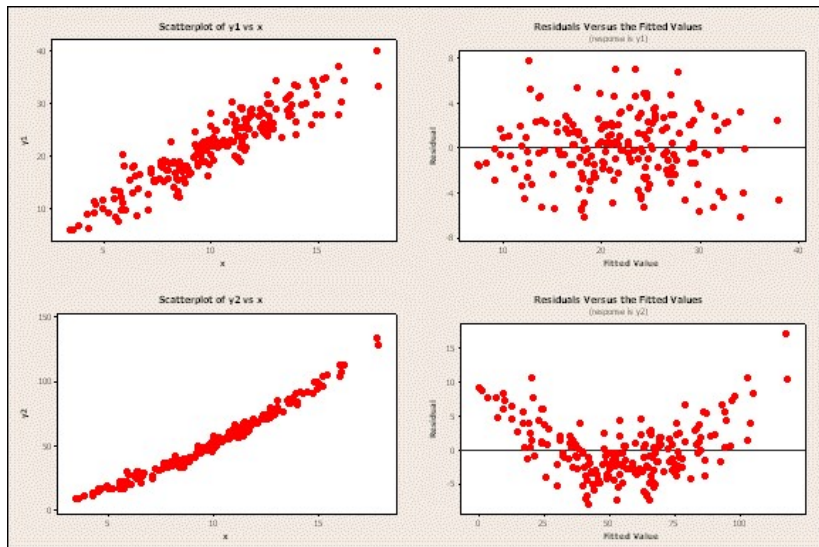 Scatterplot of y1 vs x
40
30
20
10
y1
5
10
15
x
Residuals Versus the Fitted Values
(response is y1)
8
4
0
-4
-8
Residual
10
20
30
40
Fitted Value
Scatterplot of y2 vs x
150
100
50
0
y2
5
10
15
x
Residuals Versus the Fitted Values
(response is y2)
15
10
5
0
-5
Residual
0
25
50
75
100
Fitted Value